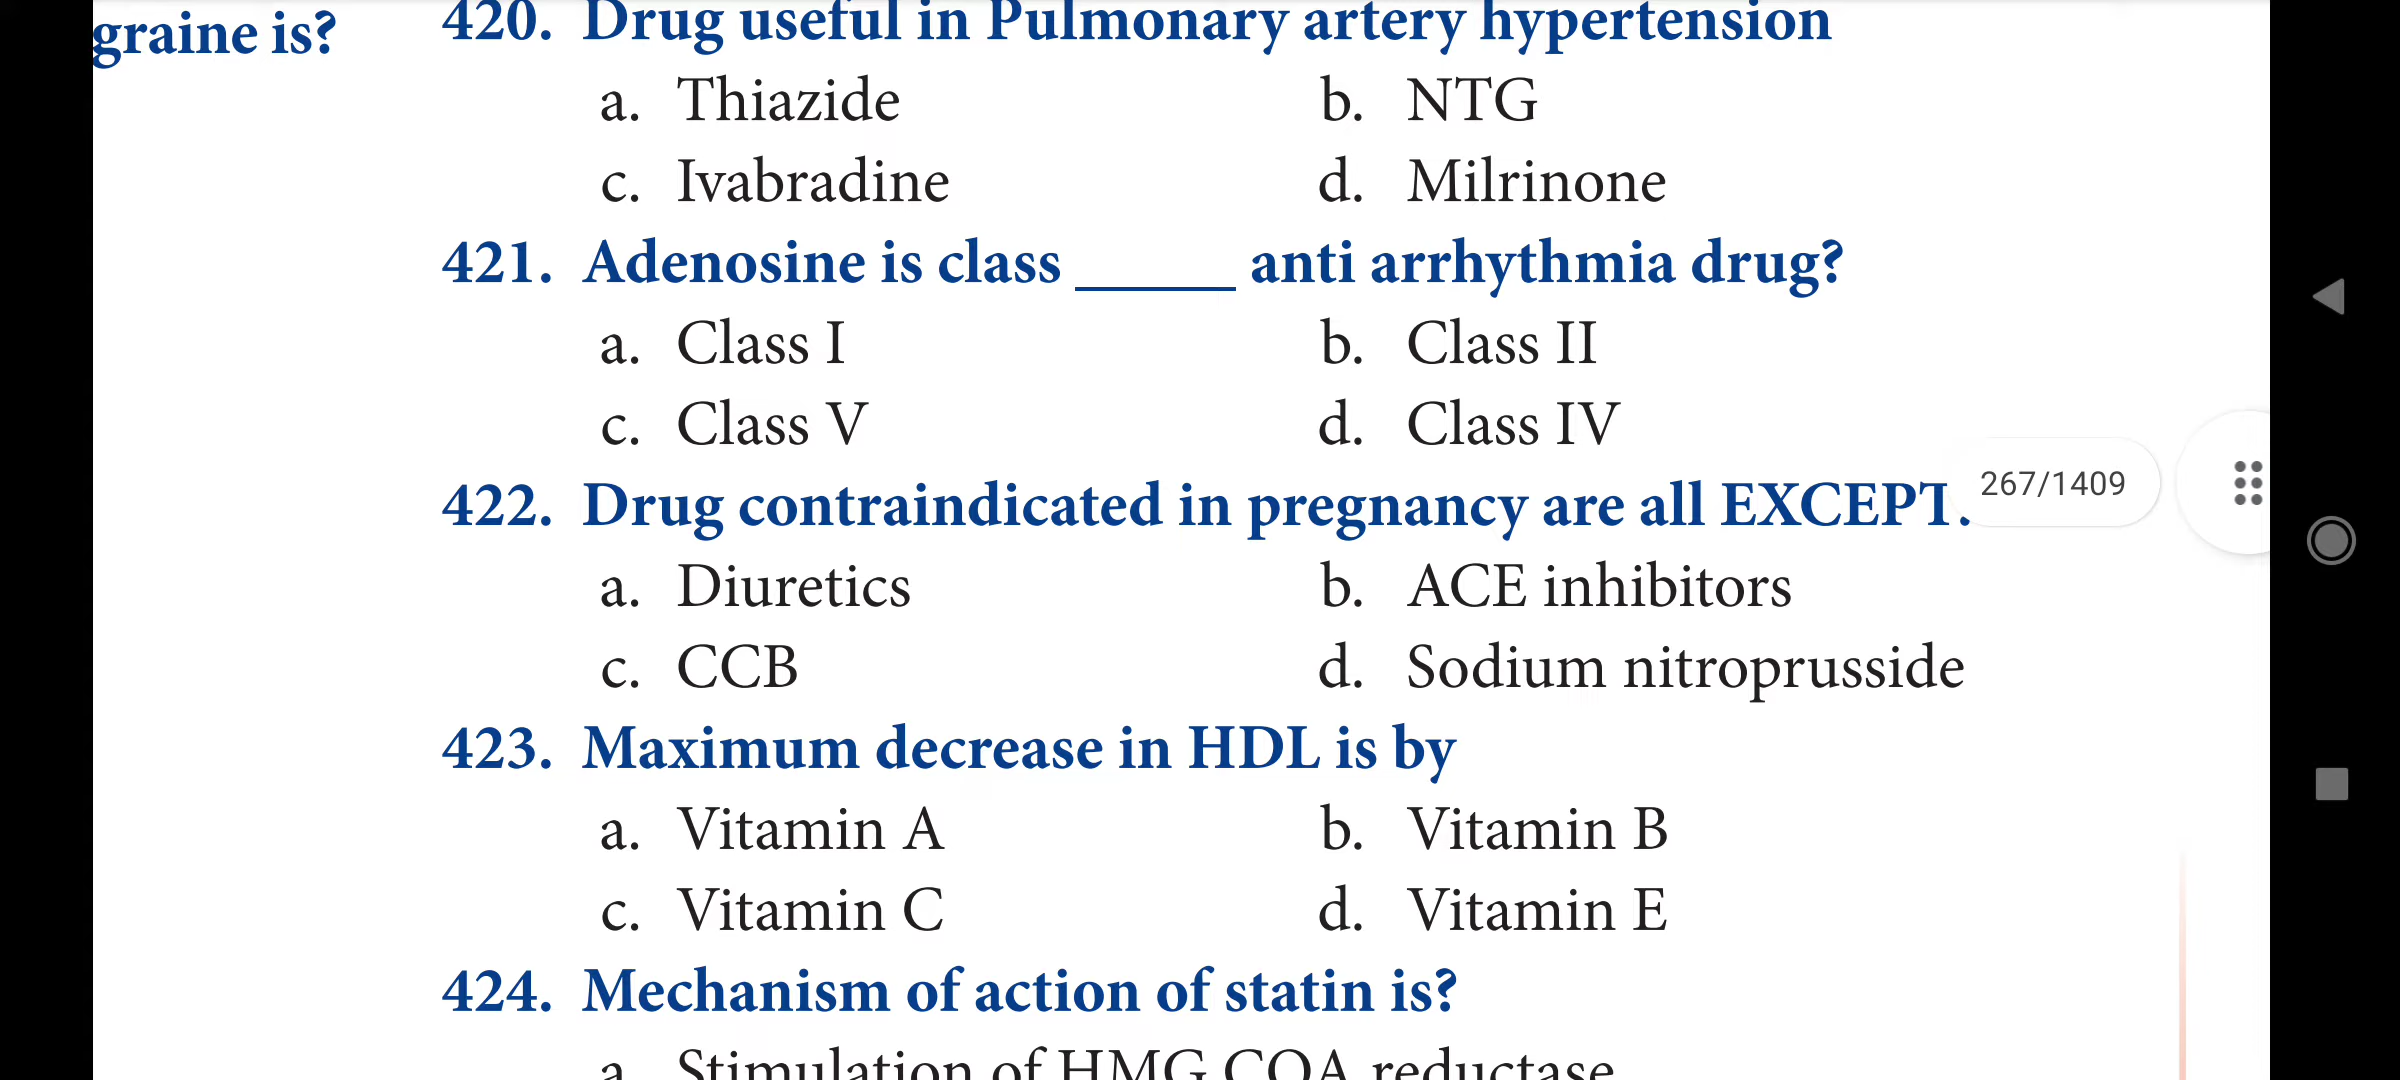 graine is?
420. Drug useful in Pulmonary artery hypertension
a. Thiazide b. NTG
c. Ivabradine d. Milrinone
421. Adenosine is class ______ anti arrhythmia drug?
a. Class I b. Class II
c. Class V d. Class IV
422. Drug contraindicated in pregnancy are all EXCEPT:
267/1409
a. Diuretics b. ACE inhibitors
c. CCB d. Sodium nitroprusside
423. Maximum decrease in HDL is by
a. Vitamin A b. Vitamin B
c. Vitamin C d. Vitamin E
424. Mechanism of action of statin is?
a. Stimulation of HMG COA reductase